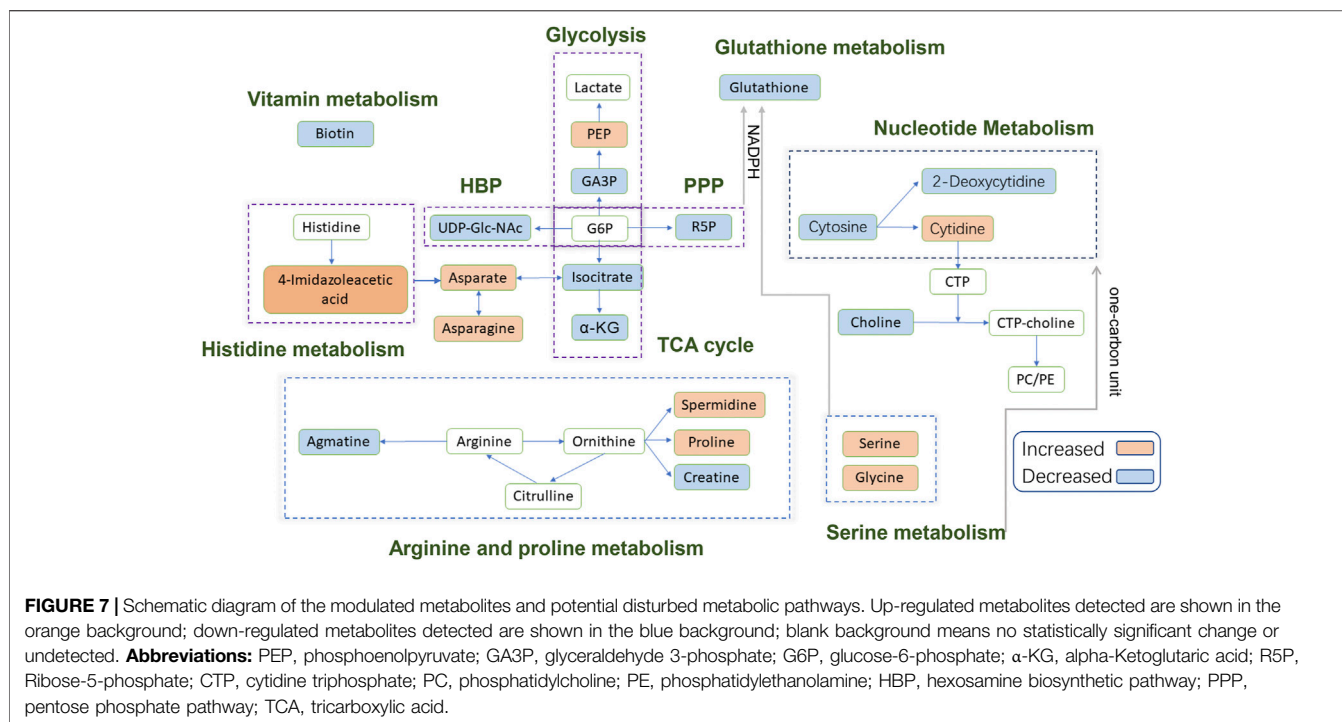 Glycolysis
Glutathione metabolism
Lactate
Glutathione
Vitamin metabolism
Biotin
PEP
NADPH
Nucleotide Metabolism
GA3P
2-Deoxycytidine
HBP
PPP
Histidine
UDP-Glc-NAc
G6P
R5P
Cytosine
Cytidine
4-Imidazoleacetic
acid
Asparate
Isocitrate
CTP
Asparagine
α-KG
Choline
CTP-choline
one-carbon unit
Histidine metabolism
TCA cycle
PC/PE
Spermidine
Agmatine
Arginine
Ornithine
Proline
Serine
Increased
Creatine
Glycine
Decreased
Citrulline
Serine metabolism
Arginine and proline metabolism
FIGURE 7 | Schematic diagram of the modulated metabolites and potential disturbed metabolic pathways. Up-regulated metabolites detected are shown in the
orange background; down-regulated metabolites detected are shown in the blue background; blank background means no statistically significant change or
undetected. Abbreviations: PEP, phosphoenolpyruvate; GA3P, glyceraldehyde 3-phosphate; G6P, glucose-6-phosphate; α-KG, alpha-Ketoglutaric acid; R5P,
Ribose-5-phosphate; CTP, cytidine triphosphate; PC, phosphatidylcholine; PE, phosphatidylethanolamine; HBP, hexosamine biosynthetic pathway; PPP,
pentose phosphate pathway; TCA, tricarboxylic acid.